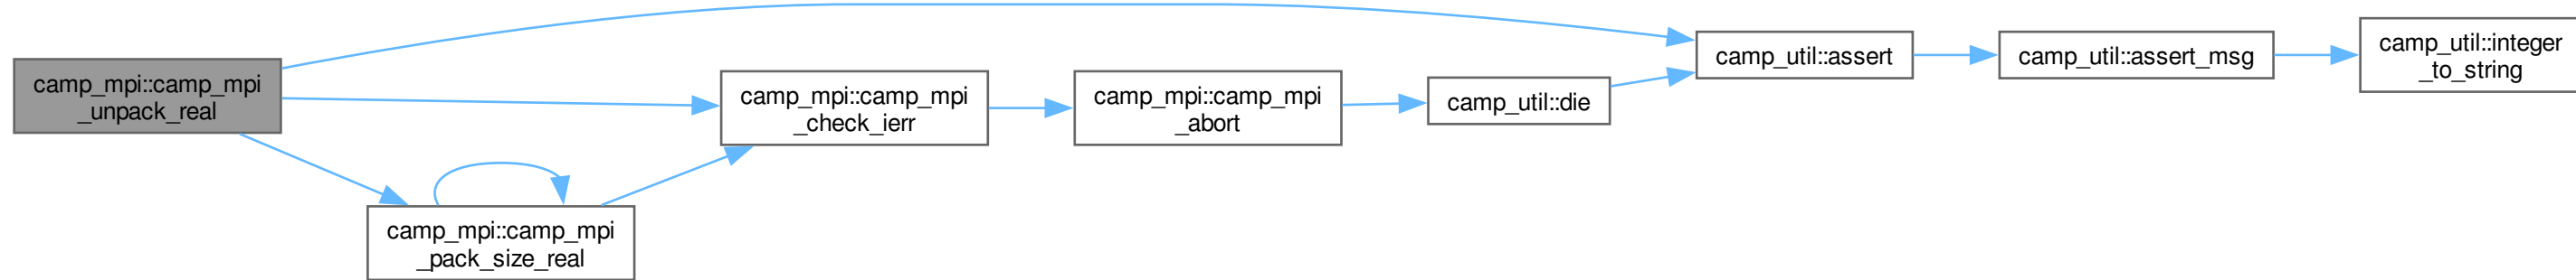 camp_mpi::camp_mpi
_unpack_real
camp_mpi::camp_mpi
_pack_size_real
camp_mpi::camp_mpi
_check_ierr
camp_mpi::camp_mpi
_abort
camp_util::die
camp_util::assert
camp_util::assert_msg
camp_util::integer
_to_string